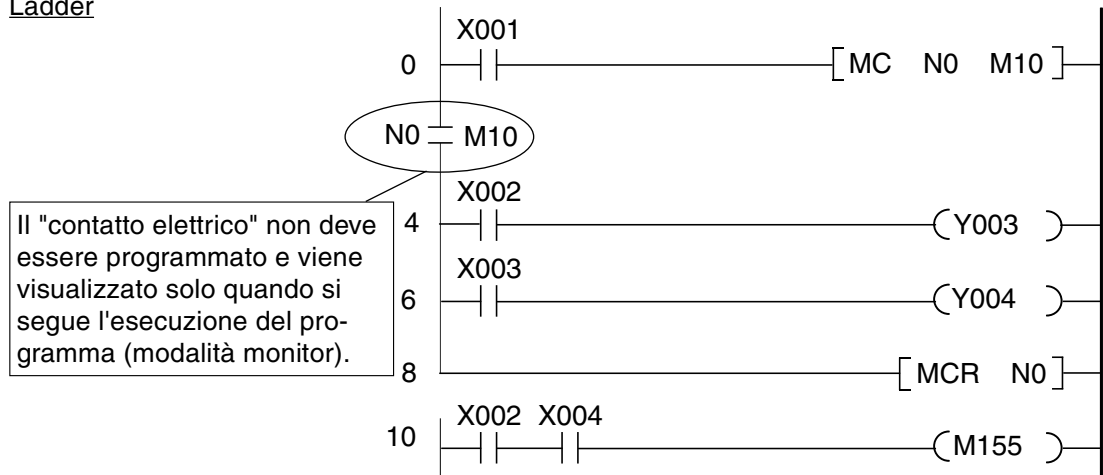 Ladder
X001
0 MC N0 M10
N0 M10
X002
4 Y003
X003
6 Y004
Il "contatto elettrico" non deve
essere programmato e viene
visualizzato solo quando si
segue l'esecuzione del pro-
gramma (modalità monitor).
8 MCR N0
X002 X004
10 M155